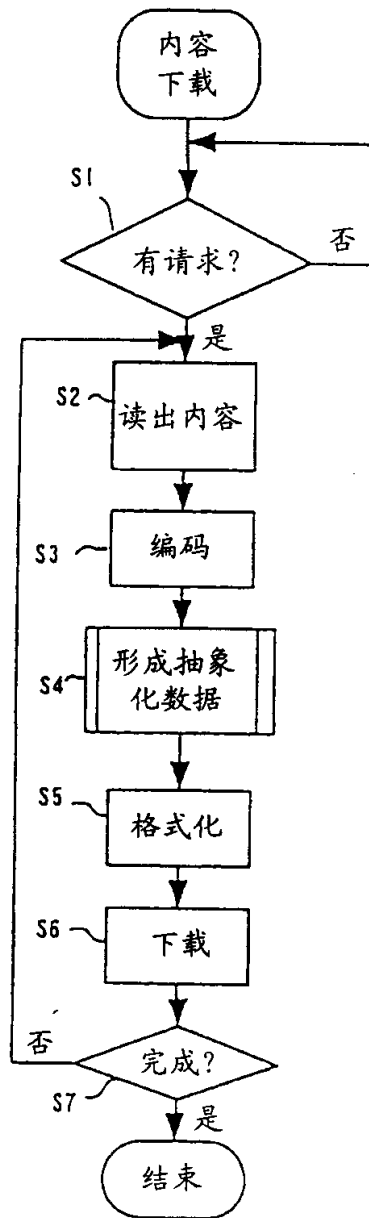 内容
下载
S1
有请求?
否
是
S2
读出内容
S3
编码
S4
形成抽象
化数据
S5
格式化
S6
下载
否
完成?
S7
是
结束